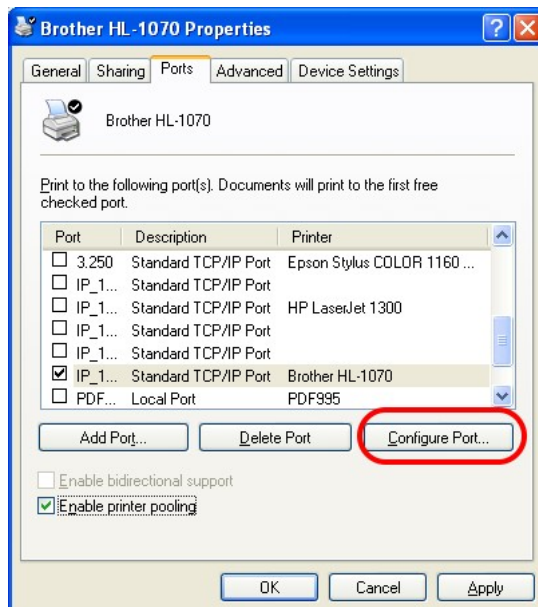 Brother HL-1070 Properties
General Sharing Ports Advanced Device Settings
Brother HL-1070
Print to the following port(s). Documents will print to the first free
checked port.
Port Description Printer
3.250 Standard TCP/IP Port Epson Stylus COLOR 1160 ...
IP_1... Standard TCP/IP Port
IP_1... Standard TCP/IP Port HP LaserJet 1300
IP_1... Standard TCP/IP Port
IP_1... Standard TCP/IP Port
IP_1... Standard TCP/IP Port Brother HL-1070
PDF... Local Port PDF995
Add Port... Delete Port Configure Port...
Enable bidirectional support
Enable printer pooling
OK Cancel Apply